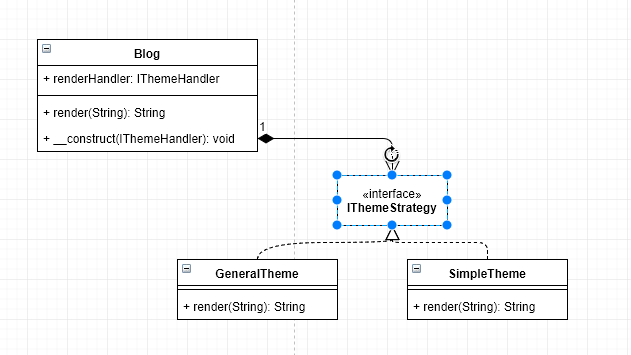 Blog
+ renderHandler: IThemeHandler
+ render(String): String
+ __construct(IThemeHandler): void
1
«interface»
IThemeStrategy
GeneralTheme
+ render(String): String
SimpleTheme
+ render(String): String